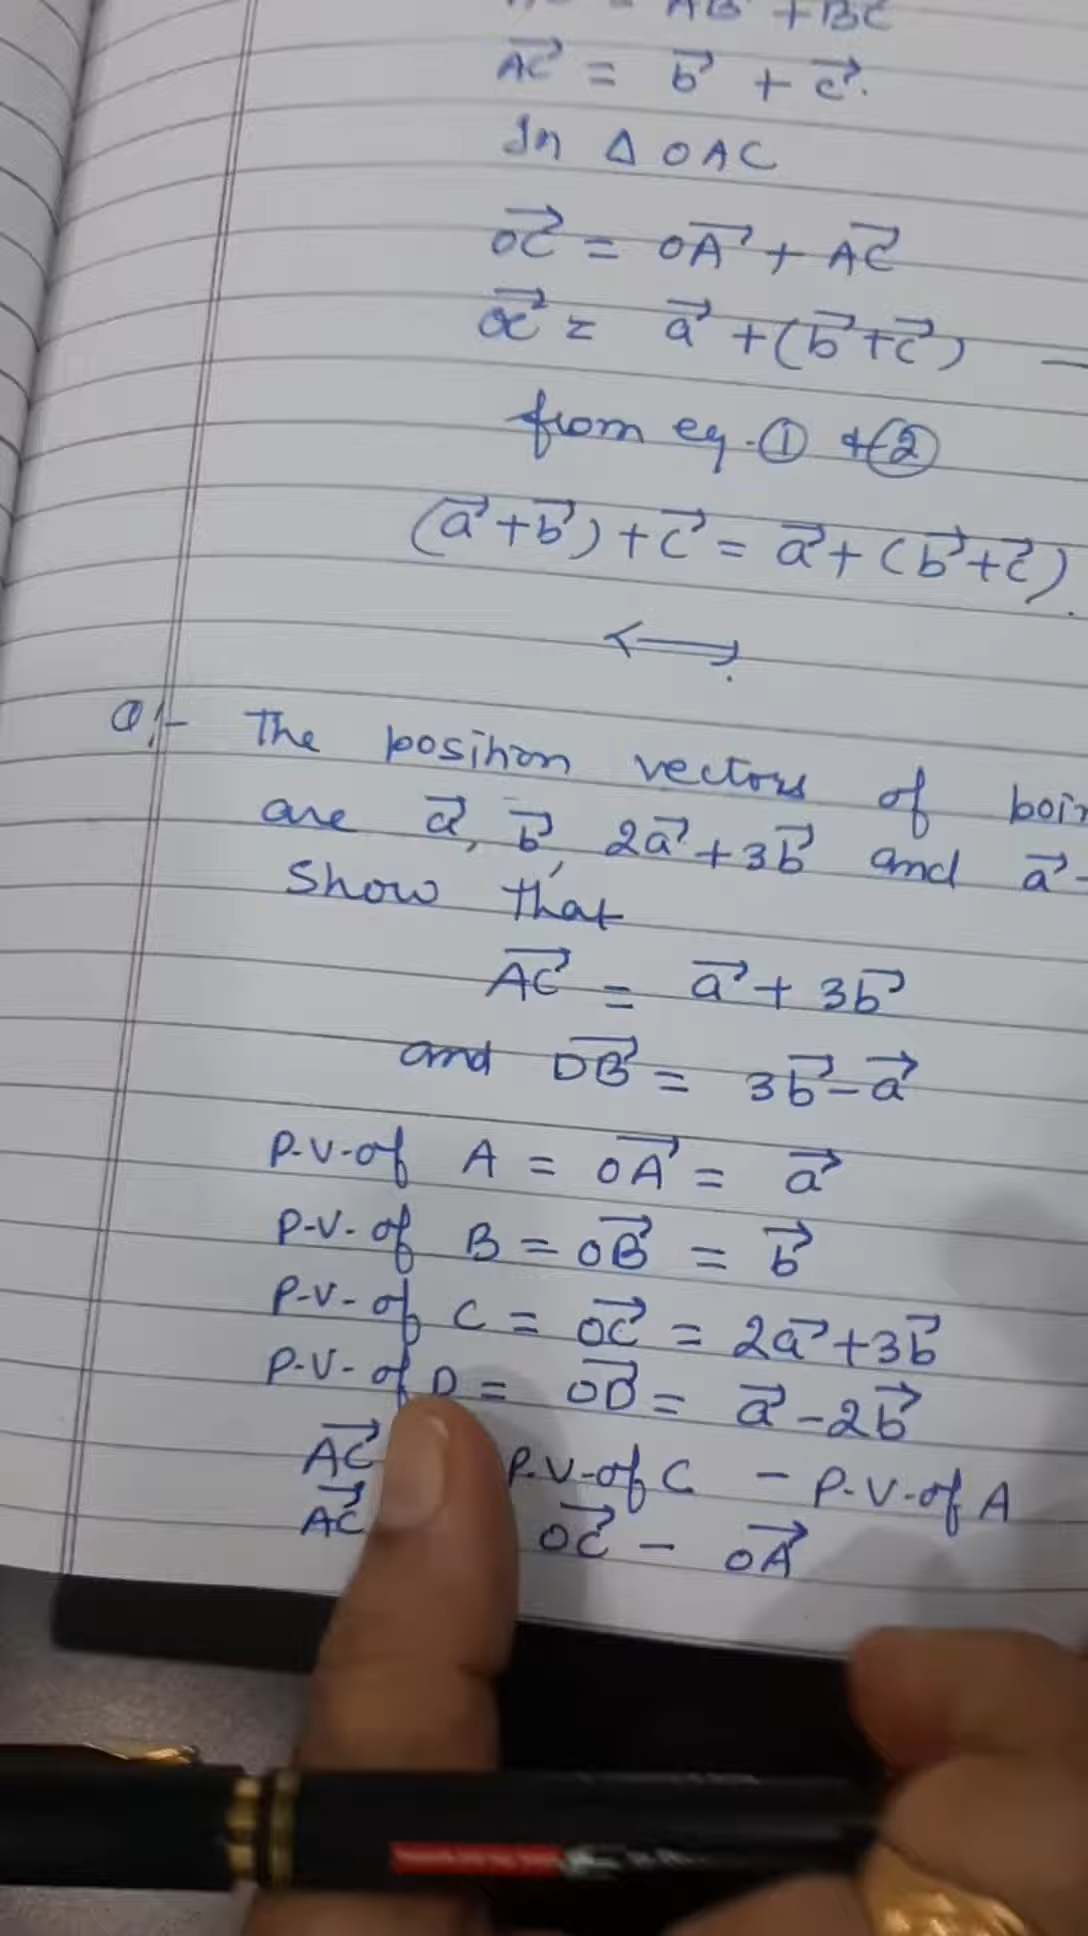 AB + BC
AC⃗ = b⃗ + c⃗.
In Δ OAC
OC⃗ = OA⃗ + AC⃗
OC⃗ = a⃗ + (b⃗ + c⃗) —
from eq. ① & ②
(a⃗ + b⃗) + c⃗ = a⃗ + (b⃗ + c⃗).
Q:- The position vectors of
are a⃗, b⃗, 2a⃗ + 3b⃗ and a⃗ -
Show that
AC⃗ = a⃗ + 3b⃗
and DB⃗ = 3b⃗ - a⃗
P.V. of A = OA⃗ = a⃗
P.V. of B = OB⃗ = b⃗
P.V. of C = OC⃗ = 2a⃗ + 3b⃗
P.V. of D = OD⃗ = a⃗ - 2b⃗
AC⃗ P.V. of C - P.V. of A
AC⃗ OC⃗ - OA⃗